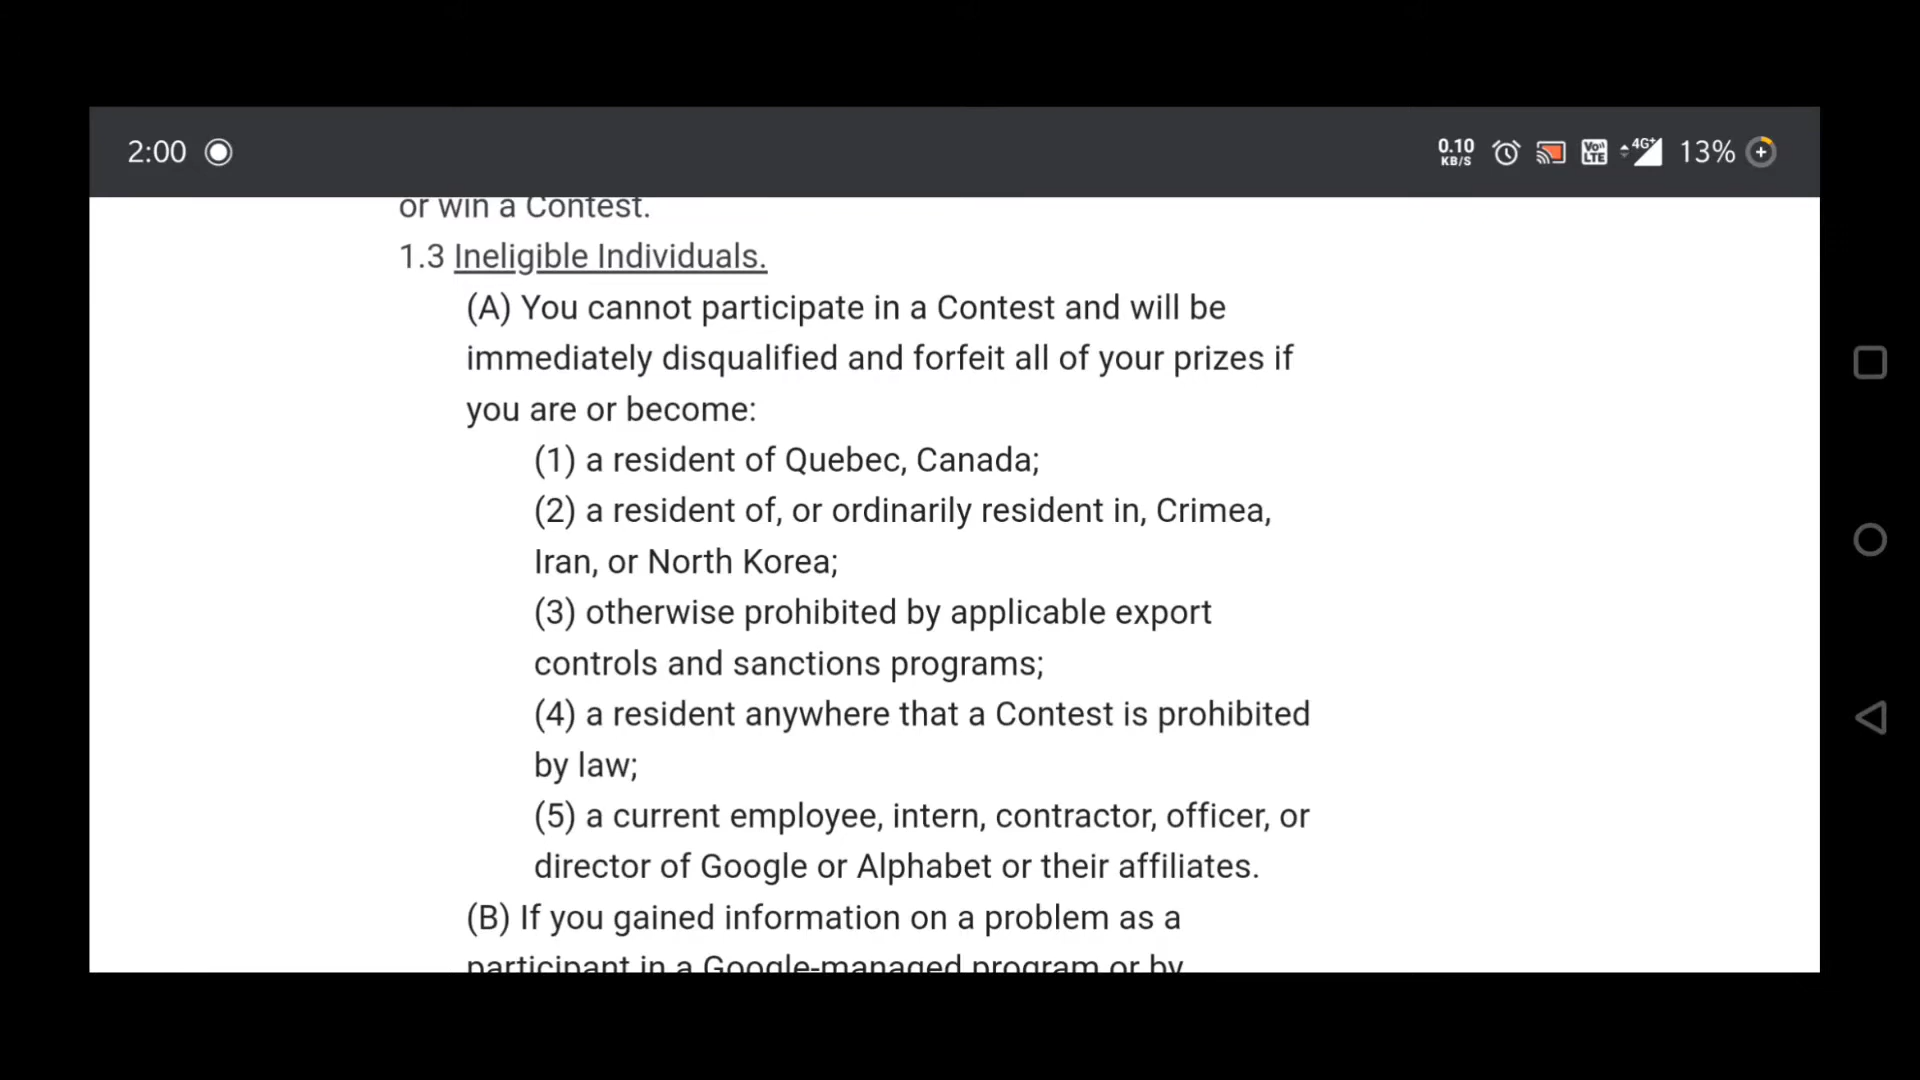 2:00 0.10 KB/S Vo)) LTE 4G+ 13%
or win a Contest.
1.3 Ineligible Individuals.
(A) You cannot participate in a Contest and will be
immediately disqualified and forfeit all of your prizes if
you are or become:
(1) a resident of Quebec, Canada;
(2) a resident of, or ordinarily resident in, Crimea,
Iran, or North Korea;
(3) otherwise prohibited by applicable export
controls and sanctions programs;
(4) a resident anywhere that a Contest is prohibited
by law;
(5) a current employee, intern, contractor, officer, or
director of Google or Alphabet or their affiliates.
(B) If you gained information on a problem as a
participant in a Google-managed program or by